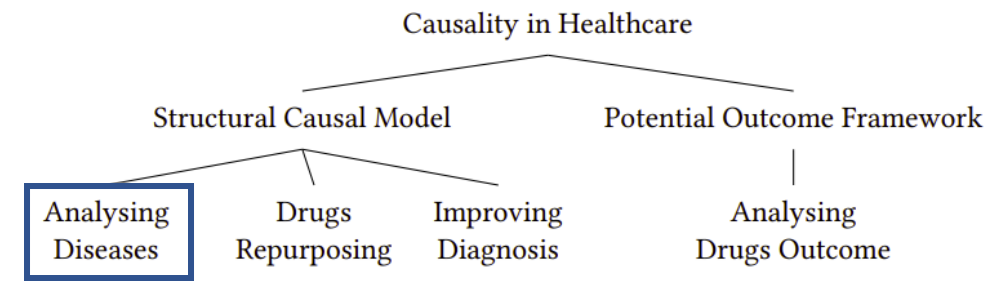 Causality in Healthcare
Structural Causal Model
Potential Outcome Framework
Analysing
Diseases
Drugs
Repurposing
Improving
Diagnosis
Analysing
Drugs Outcome